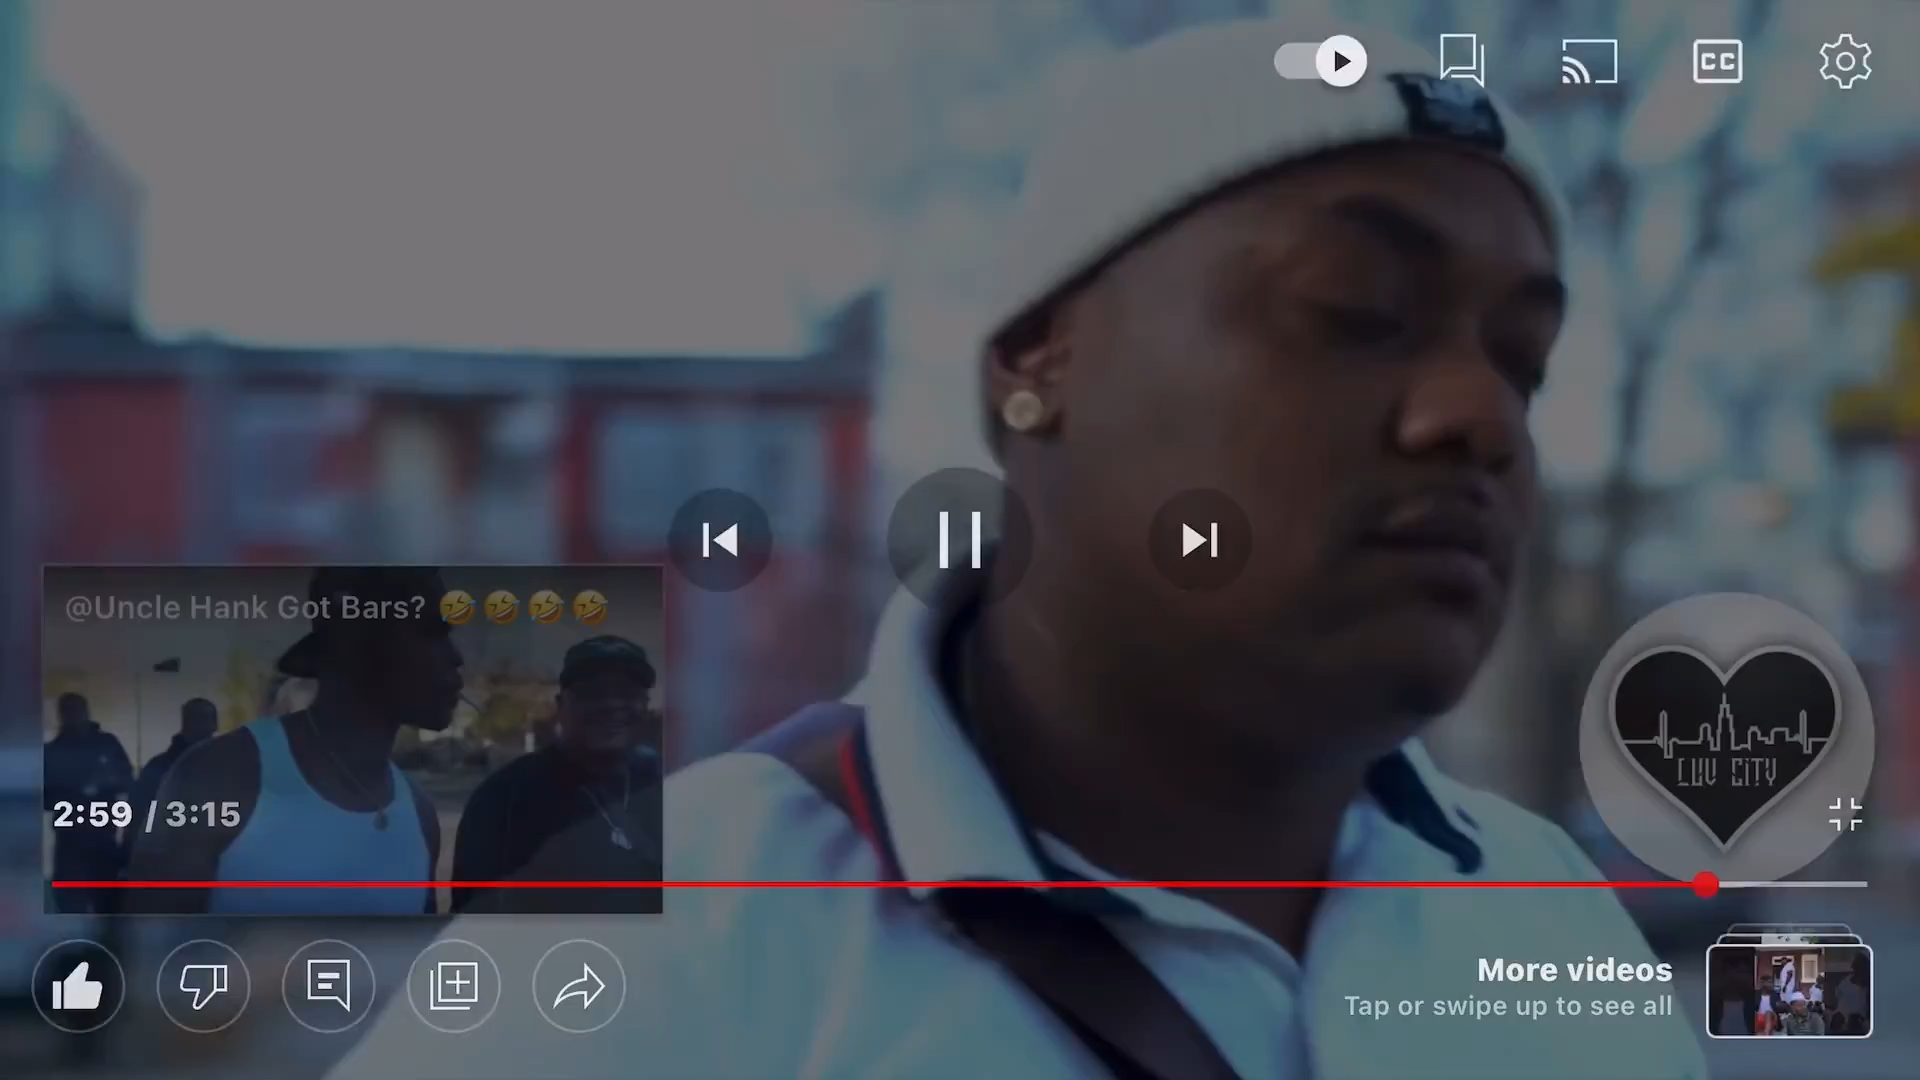 CC
@Uncle Hank Got Bars? 🤣🤣🤣🤣
LUV CITY
2:59 / 3:15
More videos
Tap or swipe up to see all